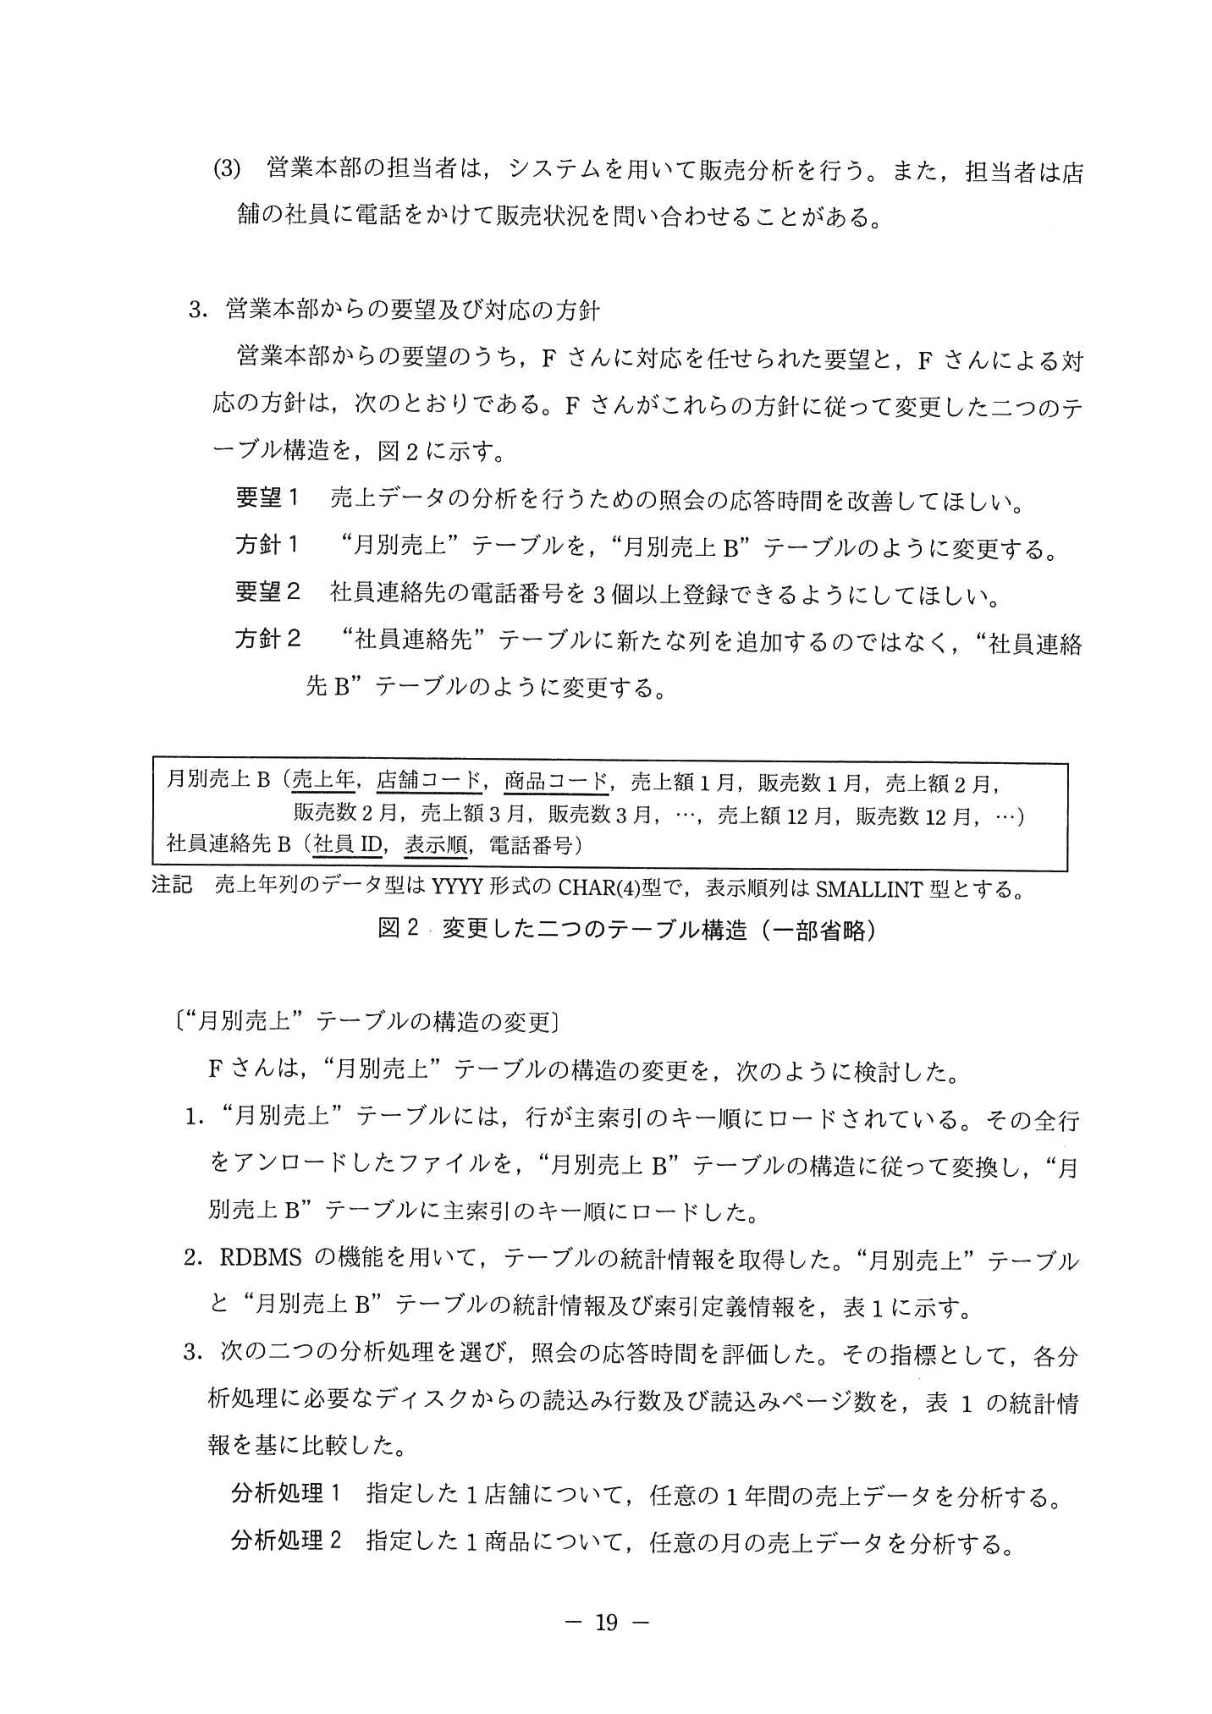 (3) 営業本部の担当者は，システムを用いて販売分析を行う。また，担当者は店
舗の社員に電話をかけて販売状況を問い合わせることがある。
3．営業本部からの要望及び対応の方針
営業本部からの要望のうち，F さんに対応を任せられた要望と，F さんによる対
応の方針は，次のとおりである。F さんがこれらの方針に従って変更した二つのテ
ーブル構造を，図 2 に示す。
要望 1 売上データの分析を行うための照会の応答時間を改善してほしい。
方針 1 “月別売上” テーブルを，“月別売上 B” テーブルのように変更する。
要望 2 社員連絡先の電話番号を 3 個以上登録できるようにしてほしい。
方針 2 “社員連絡先” テーブルに新たな列を追加するのではなく，“社員連絡
先 B” テーブルのように変更する。
月別売上 B（売上年，店舗コード，商品コード，売上額 1 月，販売数 1 月，売上額 2 月，
販売数 2 月，売上額 3 月，販売数 3 月，…，売上額 12 月，販売数 12 月，…）
社員連絡先 B（社員 ID，表示順，電話番号）
注記 売上年列のデータ型は YYYY 形式の CHAR(4)型で，表示順列は SMALLINT 型とする。
図 2 変更した二つのテーブル構造（一部省略）
〔“月別売上” テーブルの構造の変更〕
F さんは，“月別売上” テーブルの構造の変更を，次のように検討した。
1．“月別売上” テーブルには，行が主索引のキー順にロードされている。その全行
をアンロードしたファイルを，“月別売上 B” テーブルの構造に従って変換し，“月
別売上 B” テーブルに主索引のキー順にロードした。
2．RDBMS の機能を用いて，テーブルの統計情報を取得した。“月別売上” テーブル
と “月別売上 B” テーブルの統計情報及び索引定義情報を，表 1 に示す。
3．次の二つの分析処理を選び，照会の応答時間を評価した。その指標として，各分
析処理に必要なディスクからの読込み行数及び読込みページ数を，表 1 の統計情
報を基に比較した。
分析処理 1 指定した 1 店舗について，任意の 1 年間の売上データを分析する。
分析処理 2 指定した 1 商品について，任意の月の売上データを分析する。
－ 19 －